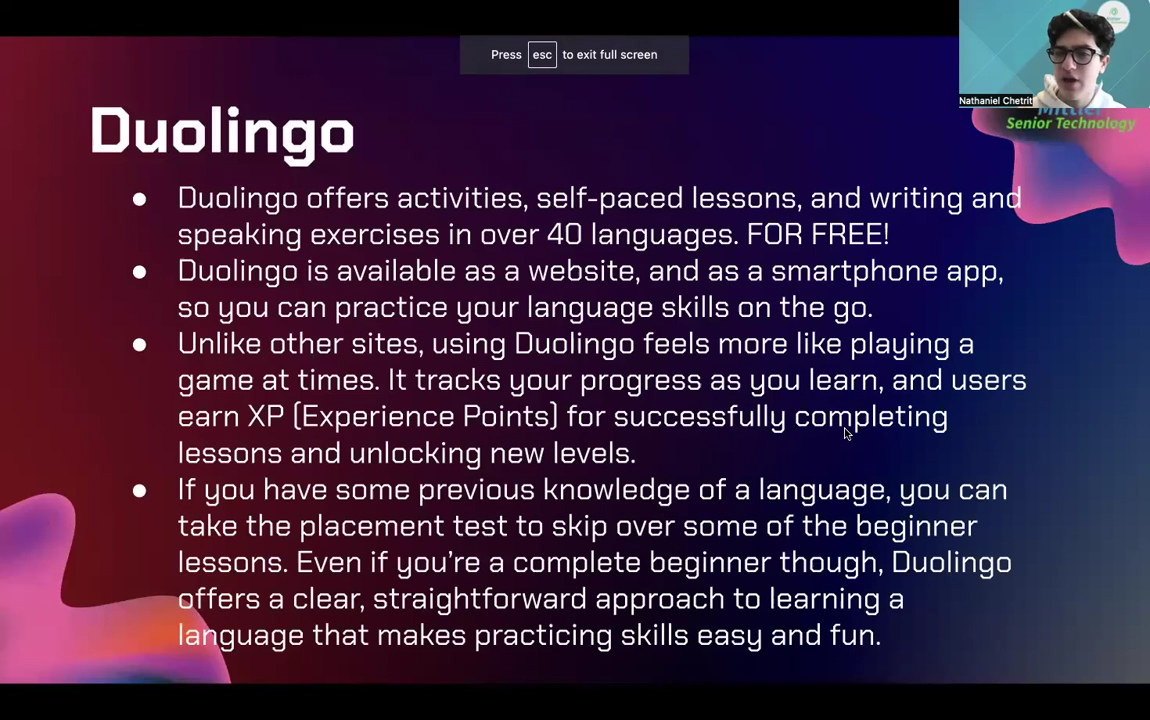 Press esc to exit full screen
Nathaniel Chetrit
Senior Technology
Duolingo
● Duolingo offers activities, self-paced lessons, and writing and
speaking exercises in over 40 languages. FOR FREE!
● Duolingo is available as a website, and as a smartphone app,
so you can practice your language skills on the go.
● Unlike other sites, using Duolingo feels more like playing a
game at times. It tracks your progress as you learn, and users
earn XP (Experience Points) for successfully completing
lessons and unlocking new levels.
● If you have some previous knowledge of a language, you can
take the placement test to skip over some of the beginner
lessons. Even if you're a complete beginner though, Duolingo
offers a clear, straightforward approach to learning a
language that makes practicing skills easy and fun.